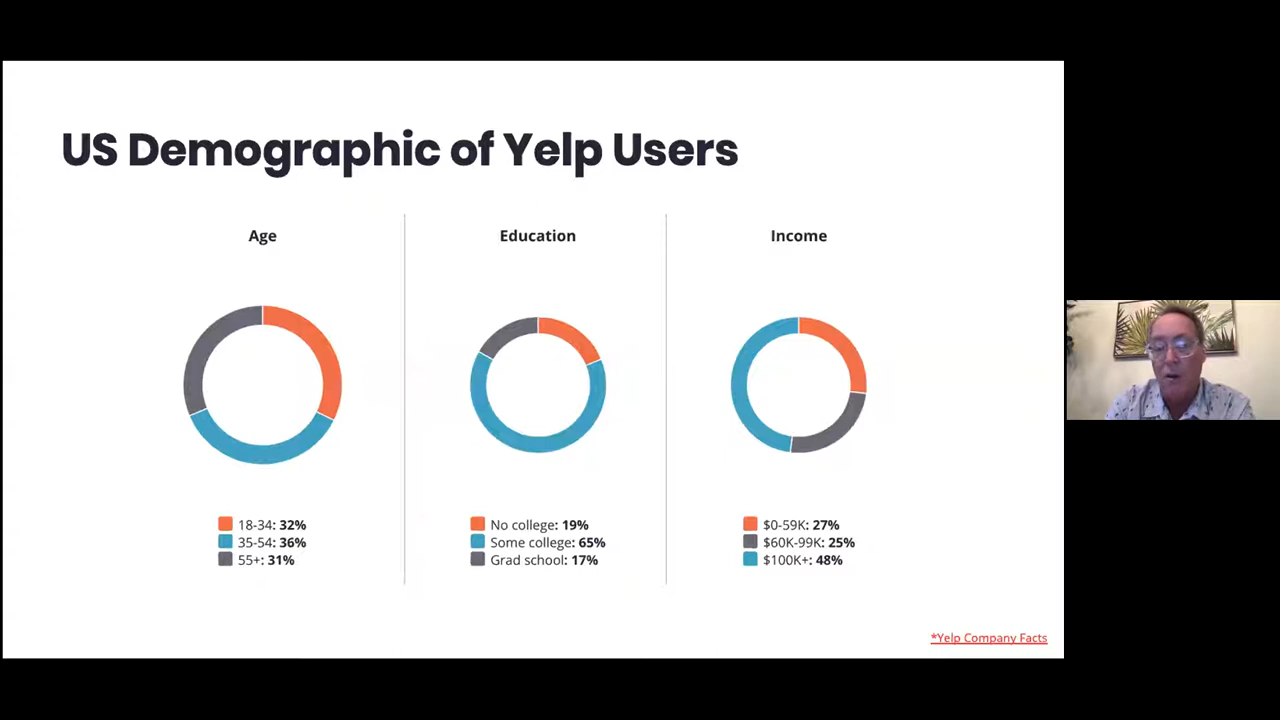 US Demographic of Yelp Users
Age
18-34: 32%
35-54: 36%
55+: 31%
Education
No college: 19%
Some college: 65%
Grad school: 17%
Income
$0-59K: 27%
$60K-99K: 25%
$100K+: 48%
*Yelp Company Facts